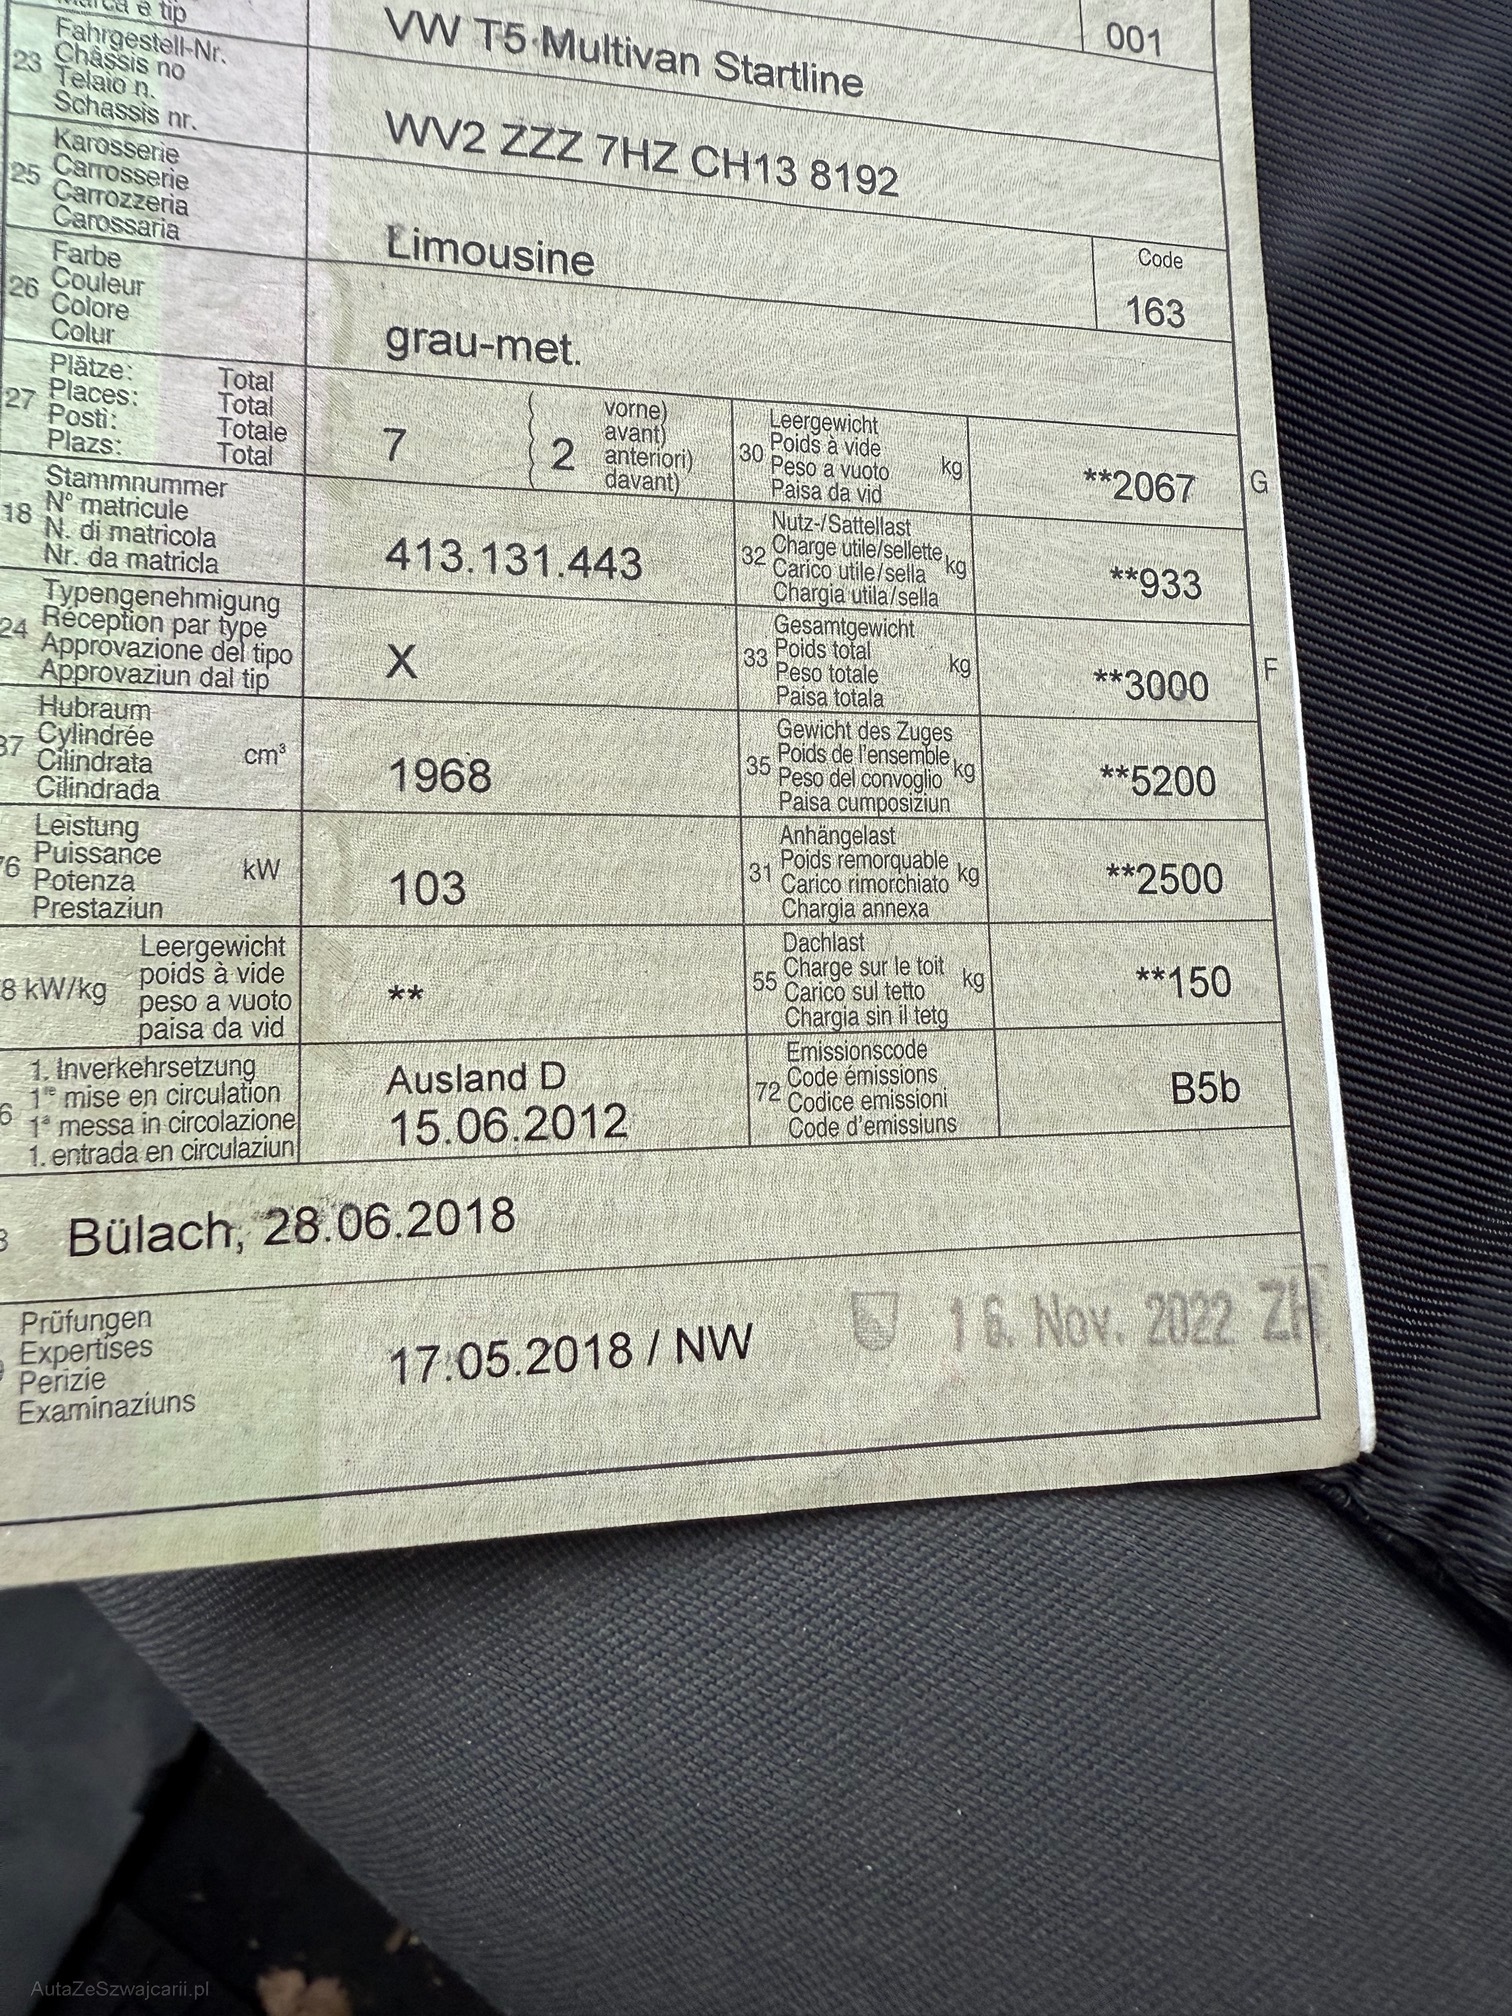 Marca e tip
VW T5 Multivan Startline
001
23
Fahrgestell-Nr.
Châssis no
Telaio n.
Schassis nr.
WV2 ZZZ 7HZ CH13 8192
25
Karosserie
Carrosserie
Carrozzeria
Carossaria
Limousine
Code
163
26
Farbe
Couleur
Colore
Colur
grau-met.
27
Plätze: Total
Places: Total
Posti: Totale
Plazs: Total
7
2
vorne)
avant)
anteriori)
davant)
30
Leergewicht
Poids à vide
Peso a vuoto
Paisa da vid
kg
**2067
G
18
Stammnummer
N° matricule
N. di matricola
Nr. da matricla
413.131.443
32
Nutz-/Sattellast
Charge utile/sellette
Carico utile/sella
Chargia utila/sella
kg
**933
24
Typengenehmigung
Réception par type
Approvazione del tipo
Approvaziun dal tip
X
33
Gesamtgewicht
Poids total
Peso totale
Paisa totala
kg
**3000
F
37
Hubraum
Cylindrée
Cilindrata
Cilindrada
cm³
1968
35
Gewicht des Zuges
Poids de l'ensemble
Peso del convoglio
Paisa cumposiziun
kg
**5200
76
Leistung
Puissance
Potenza
Prestaziun
kW
103
31
Anhängelast
Poids remorquable
Carico rimorchiato
Chargia annexa
kg
**2500
8 kW/kg
Leergewicht
poids à vide
peso a vuoto
paisa da vid
**
55
Dachlast
Charge sur le toit
Carico sul tetto
Chargia sin il tetg
kg
**150
6
1. Inverkehrsetzung
1re mise en circulation
1a messa in circolazione
1. entrada en circulaziun
Ausland D
15.06.2012
72
Emissionscode
Code émissions
Codice emissioni
Code d'emissiuns
B5b
Bülach, 28.06.2018
Prüfungen
Expertises
Perizie
Examinaziuns
17.05.2018 / NW
16. Nov. 2022 ZH
AutaZeSzwajcarii.pl